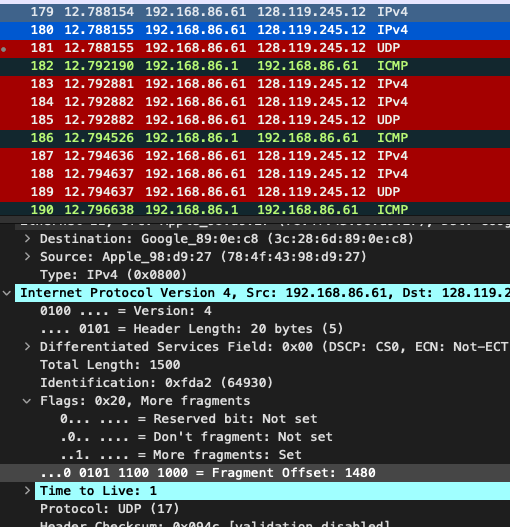 179 12.788154 192.168.86.61 128.119.245.12 IPv4
180 12.788155 192.168.86.61 128.119.245.12 IPv4
181 12.788155 192.168.86.61 128.119.245.12 UDP
182 12.792190 192.168.86.1 192.168.86.61 ICMP
183 12.792881 192.168.86.61 128.119.245.12 IPv4
184 12.792882 192.168.86.61 128.119.245.12 IPv4
185 12.792882 192.168.86.61 128.119.245.12 UDP
186 12.794526 192.168.86.1 192.168.86.61 ICMP
187 12.794636 192.168.86.61 128.119.245.12 IPv4
188 12.794637 192.168.86.61 128.119.245.12 IPv4
189 12.794637 192.168.86.61 128.119.245.12 UDP
190 12.796638 192.168.86.1 192.168.86.61 ICMP
Destination: Google_89:0e:c8 (3c:28:6d:89:0e:c8)
Source: Apple_98:d9:27 (78:4f:43:98:d9:27)
Type: IPv4 (0x0800)
Internet Protocol Version 4, Src: 192.168.86.61, Dst: 128.119.2
0100 .... = Version: 4
.... 0101 = Header Length: 20 bytes (5)
Differentiated Services Field: 0x00 (DSCP: CS0, ECN: Not-ECT
Total Length: 1500
Identification: 0xfda2 (64930)
Flags: 0x20, More fragments
0... .... = Reserved bit: Not set
.0.. .... = Don't fragment: Not set
..1. .... = More fragments: Set
...0 0101 1100 1000 = Fragment Offset: 1480
Time to Live: 1
Protocol: UDP (17)
Header Checksum: 0x094c [validation disabled]